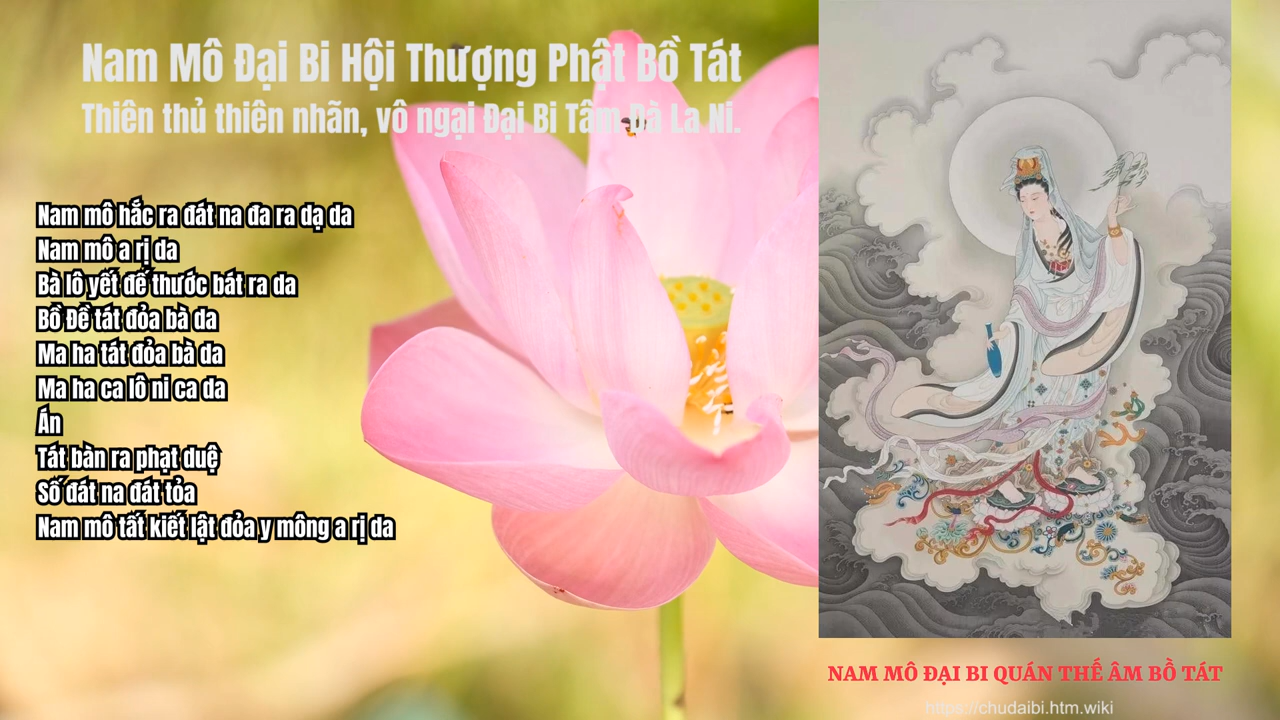 Nam Mô Đại Bi Hội Thượng Phật Bồ Tát
Thiên thủ thiên nhãn, vô ngại Đại Bi Tâm Đà La Ni.
Nam mô hắc ra đát na đa ra dạ da
Nam mô a rị da
Bà lô yết đế thước bát ra da
Bồ Đề tát đỏa bà da
Ma ha tát đỏa bà da
Ma ha ca lô ni ca da
Án
Tát bàn ra phạt duệ
Số đát na đát tỏa
Nam mô tất kiết lật đỏa y mông a rị da
NAM MÔ ĐẠI BI QUÁN THẾ ÂM BỒ TÁT
https://chudaibi.htm.wiki